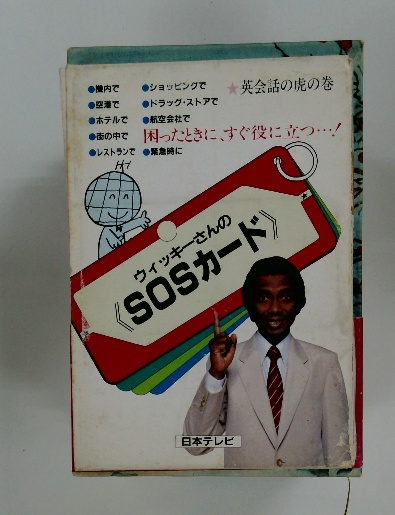 ●機内で
●空港で
●ホテルで
●街の中で
●レストランで
●ショッピングで
●ドラッグ・ストアで
●航空会社で
●緊急時に
★英会話の虎の巻
困ったときに、すぐ役に立つ…!
ウィッキーさんの
《SOSカード》
日本テレビ